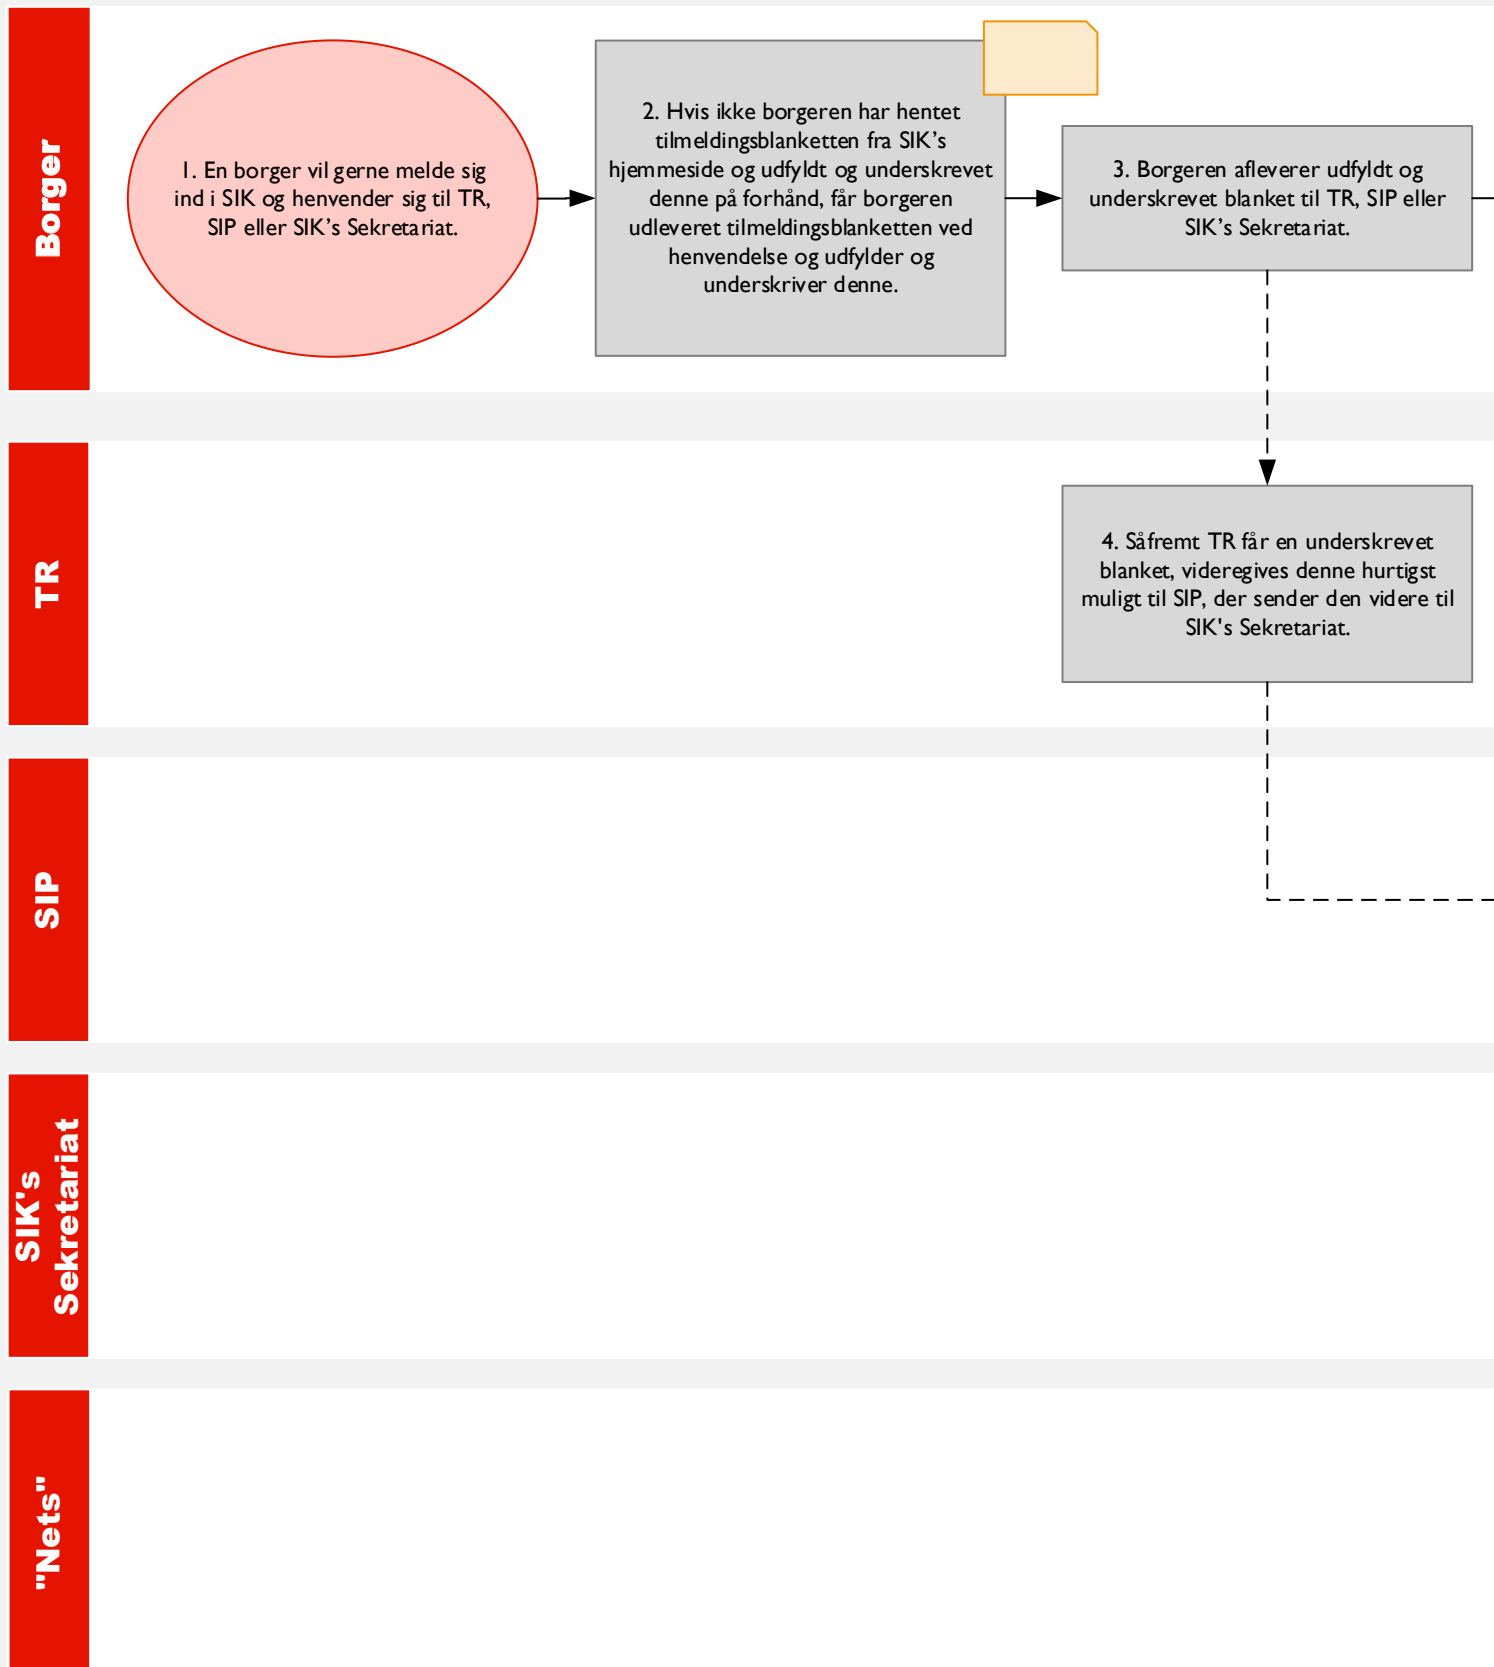 Borger
1. En borger vil gerne melde sig
ind i SIK og henvender sig til TR,
SIP eller SIK’s Sekretariat.
2. Hvis ikke borgeren har hentet
tilmeldingsblanketten fra SIK’s
hjemmeside og udfyldt og underskrevet
denne på forhånd, får borgeren
udleveret tilmeldingsblanketten ved
henvendelse og udfylder og
underskriver denne.
3. Borgeren afleverer udfyldt og
underskrevet blanket til TR, SIP eller
SIK’s Sekretariat.
TR
4. Såfremt TR får en underskrevet
blanket, videregives denne hurtigst
muligt til SIP, der sender den videre til
SIK's Sekretariat.
SIP
SIK's
Sekretariat
"Nets"